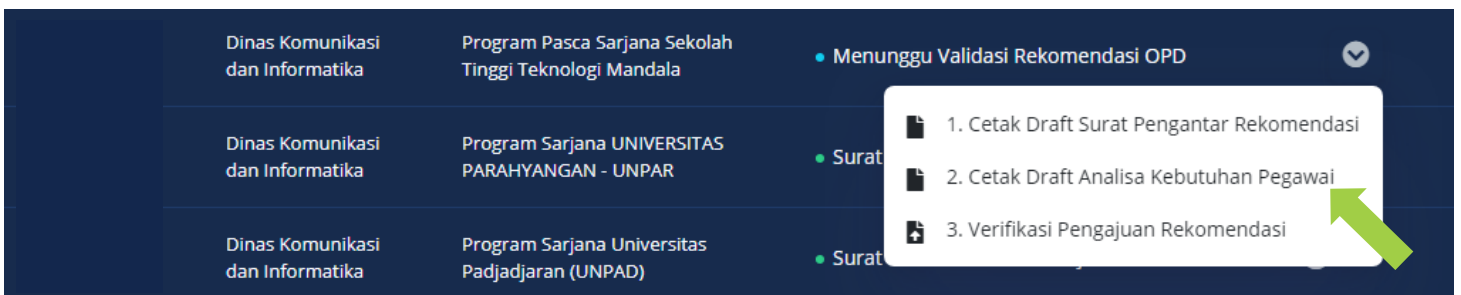 Dinas Komunikasi
dan Informatika
Program Pasca Sarjana Sekolah
Tinggi Teknologi Mandala
Menunggu Validasi Rekomendasi OPD
1. Cetak Draft Surat Pengantar Rekomendasi
2. Cetak Draft Analisa Kebutuhan Pegawai
3. Verifikasi Pengajuan Rekomendasi
Dinas Komunikasi
dan Informatika
Program Sarjana UNIVERSITAS
PARAHYANGAN - UNPAR
Surat
Dinas Komunikasi
dan Informatika
Program Sarjana Universitas
Padjadjaran (UNPAD)
Surat